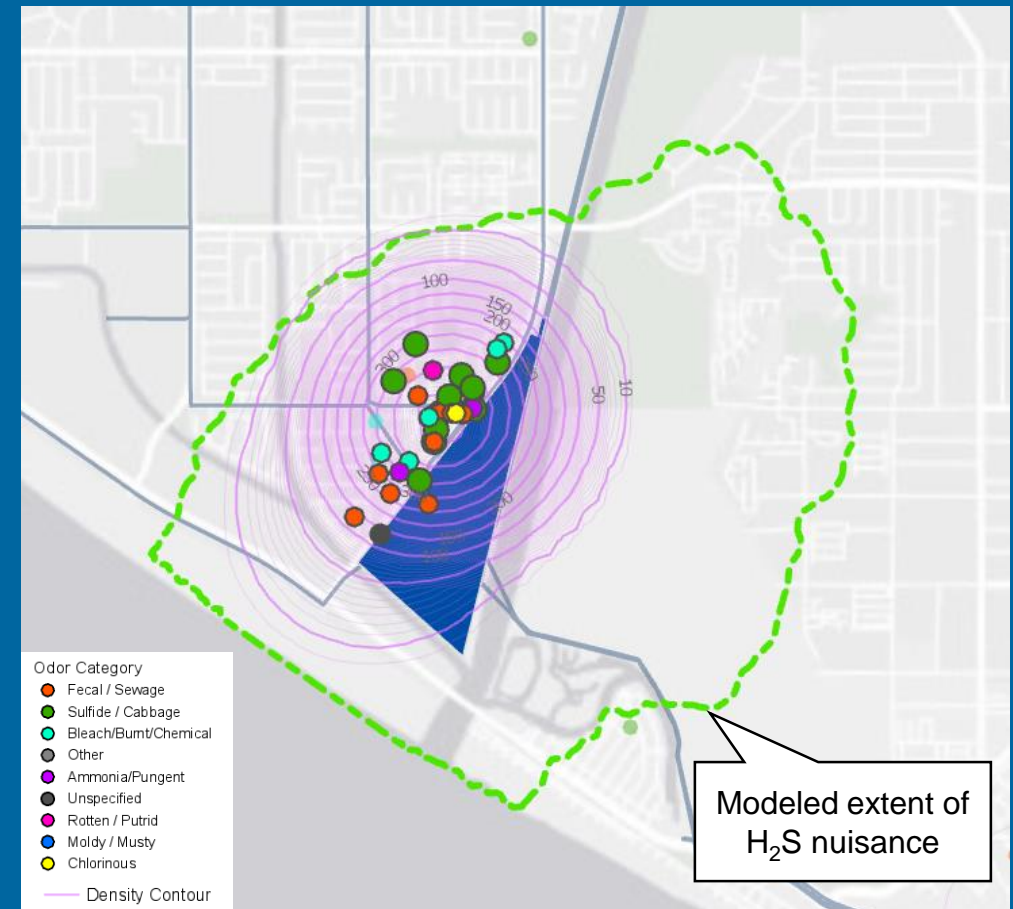 100
150
200
200
50
10
Odor Category
Fecal / Sewage
Sulfide / Cabbage
Bleach/Burnt/Chemical
Other
Ammonia/Pungent
Unspecified
Rotten / Putrid
Moldy / Musty
Chlorinous
Density Contour
Modeled extent of
H₂S nuisance